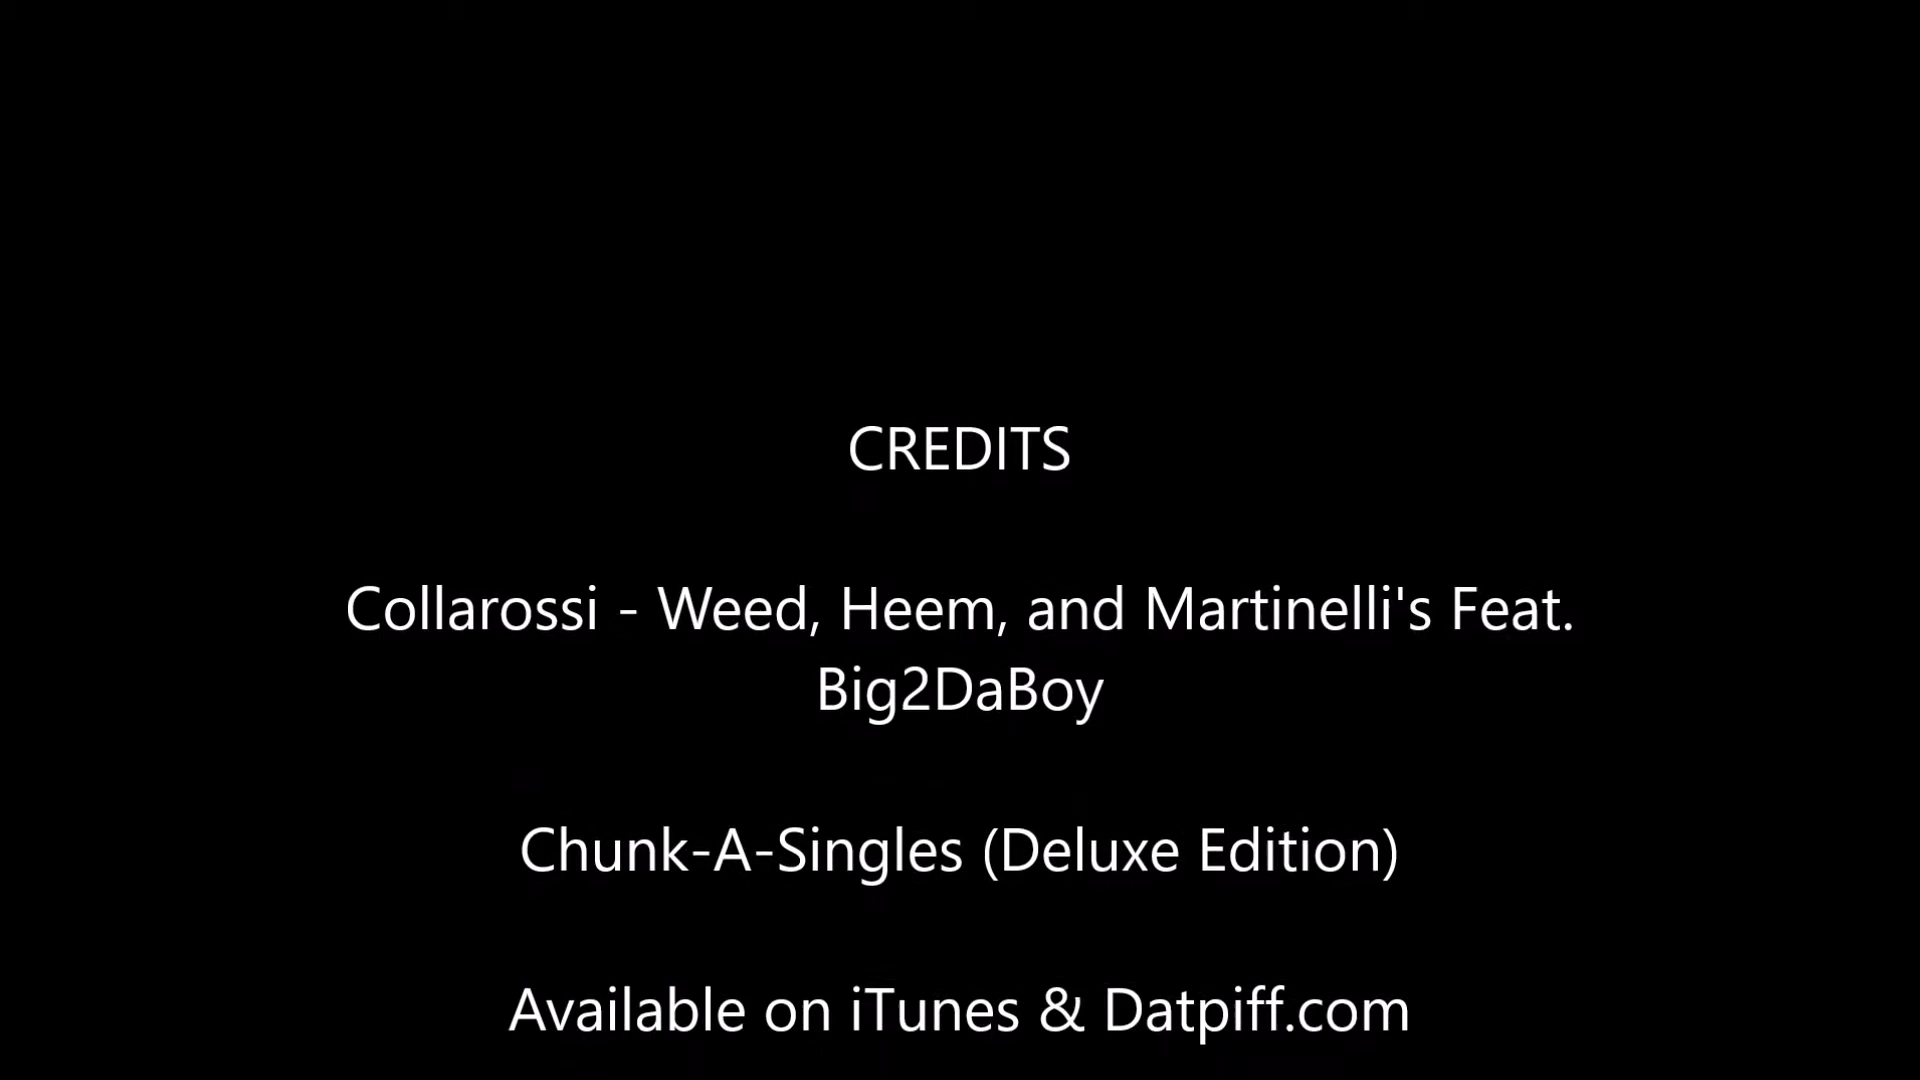 CREDITS
Collarossi - Weed, Heem, and Martinelli's Feat.
Big2DaBoy
Chunk-A-Singles (Deluxe Edition)
Available on iTunes & Datpiff.com